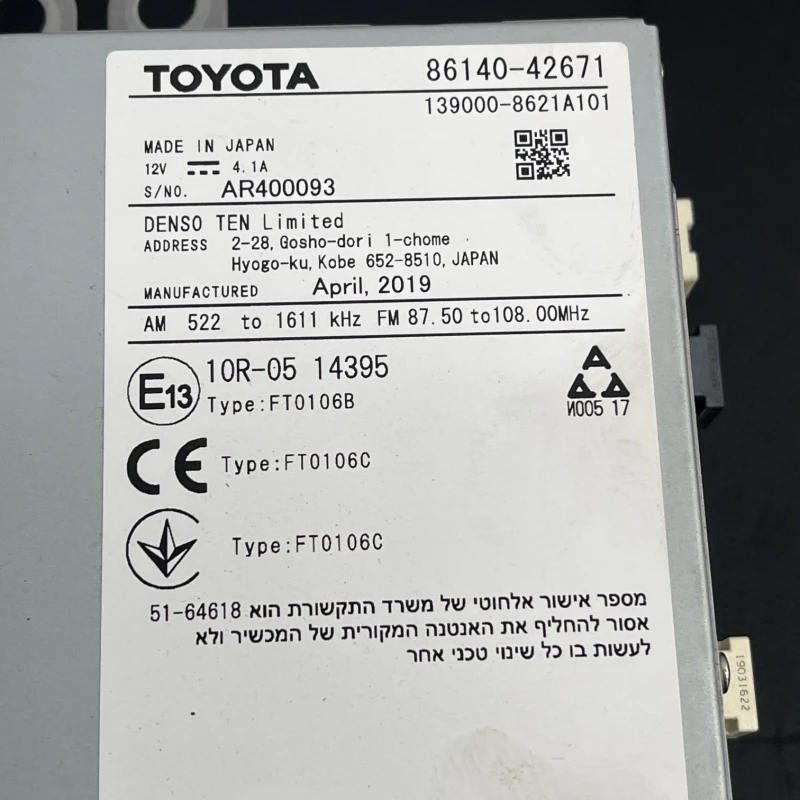 TOYOTA 86140-42671
139000-8621A101
MADE IN JAPAN
12V 4.1A
S/NO. AR400093
DENSO TEN Limited
ADDRESS 2-28, Gosho-dori 1-chome
Hyogo-ku, Kobe 652-8510, JAPAN
MANUFACTURED April, 2019
AM 522 to 1611 kHz FM 87.50 to108.00MHz
E13 10R-05 14395
Type:FT0106B
И005 17
CE Type:FT0106C
Type:FT0106C
מספר אישור אלחוטי של משרד התקשורת הוא 51-64618
אסור להחליף את האנטנה המקורית של המכשיר ולא
לעשות בו כל שינוי טכני אחר
19031622